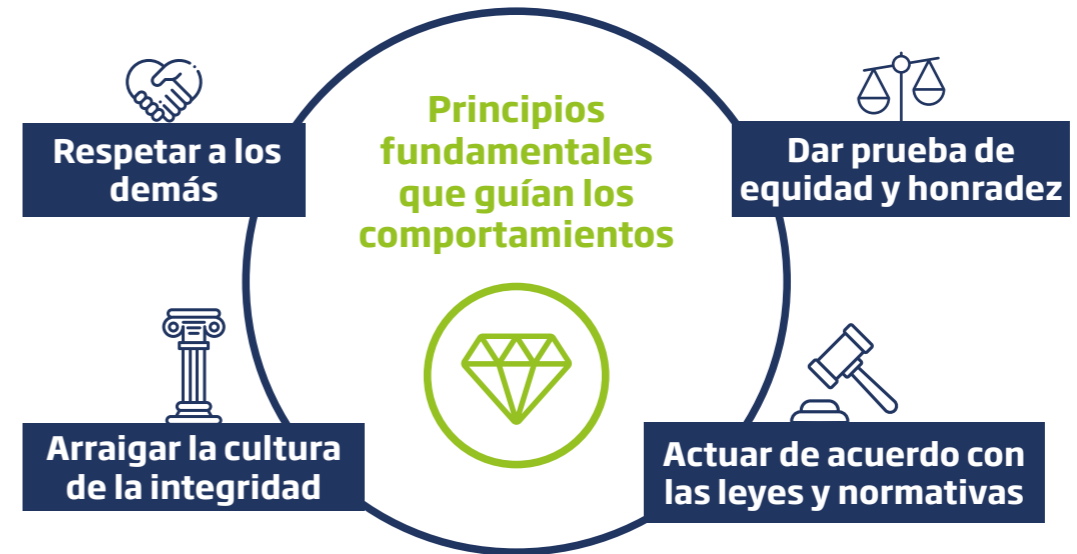 Principios
fundamentales
que guían los
comportamientos
Respetar a los
demás
Dar prueba de
equidad y honradez
Arraigar la cultura
de la integridad
Actuar de acuerdo con
las leyes y normativas